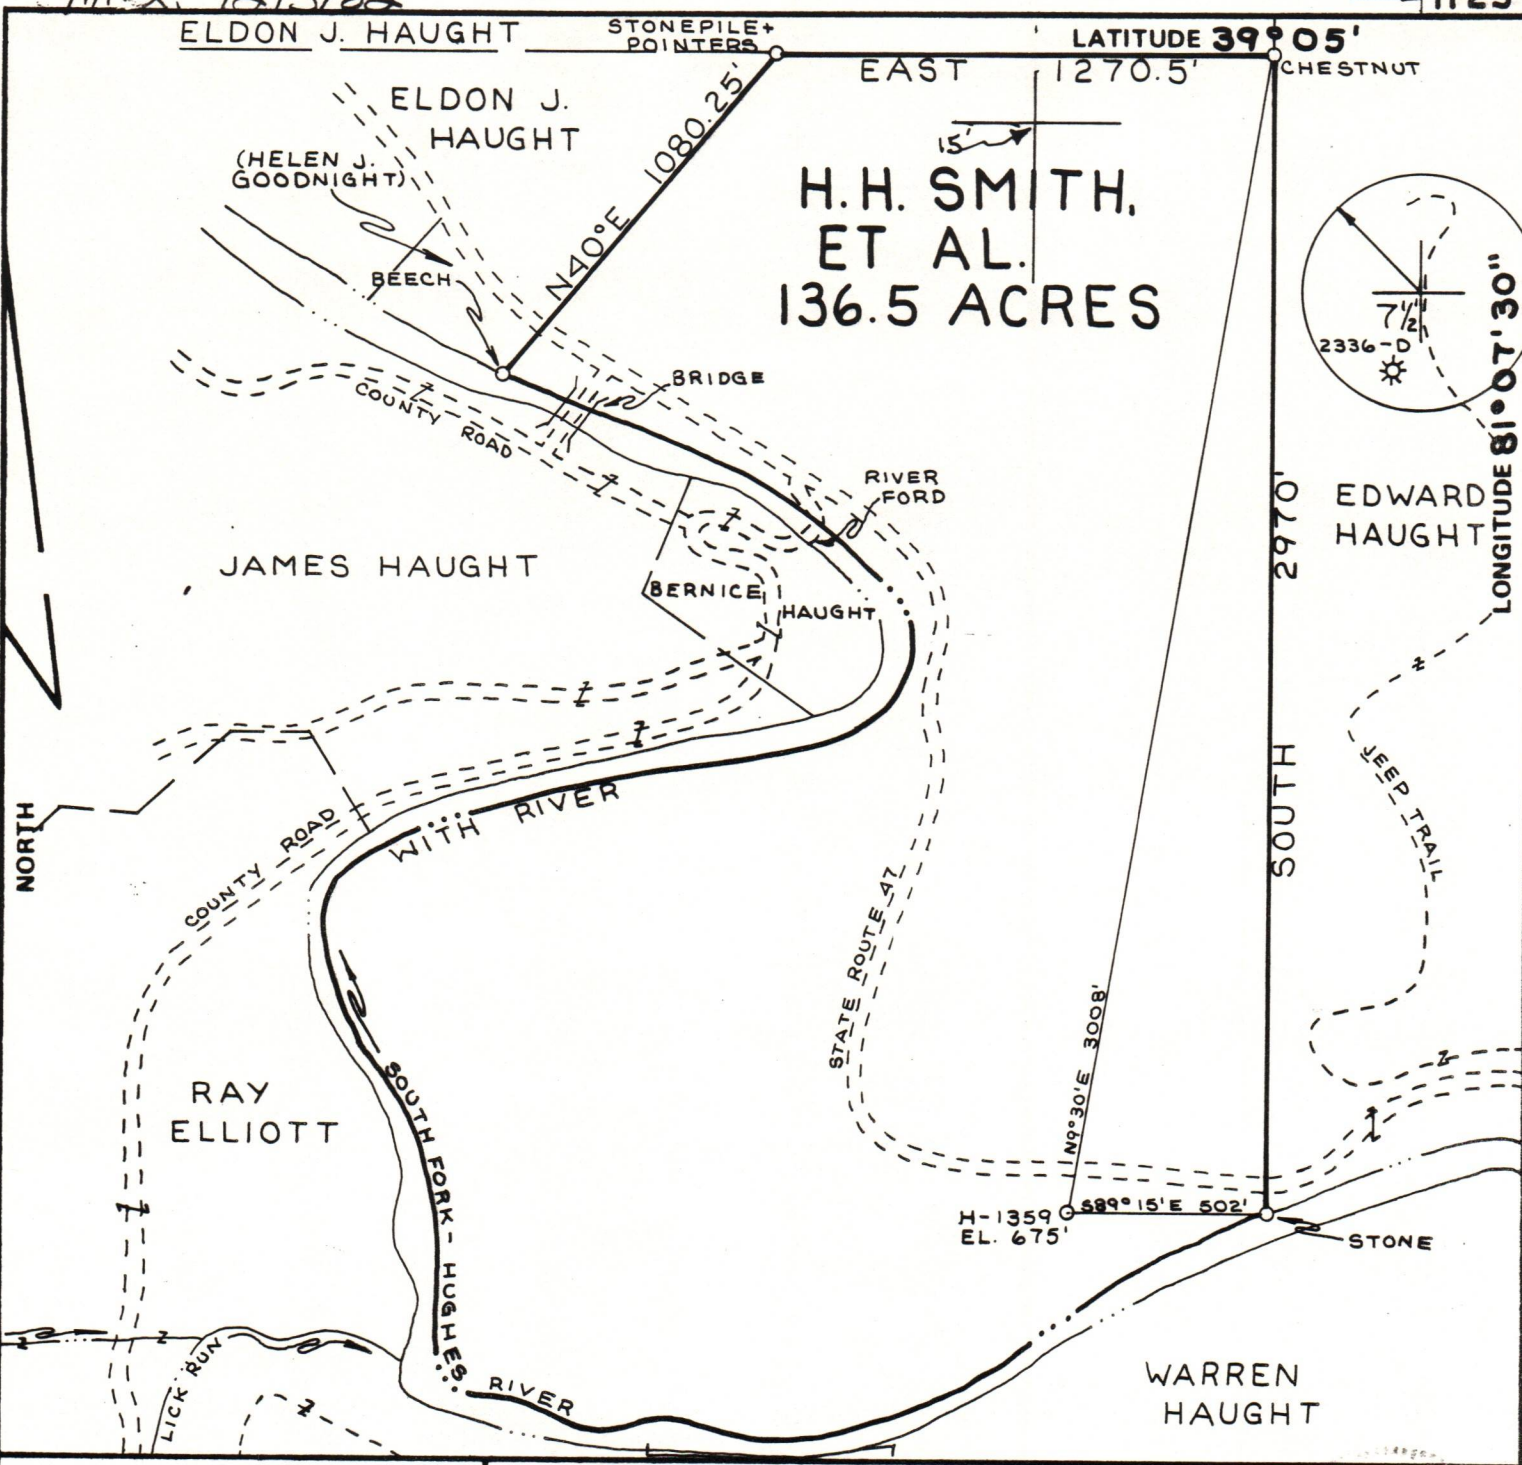 ELDON J. HAUGHT
STONEPILE+
POINTERS
LATITUDE 39°05'
EAST 1270.5'
CHESTNUT
ELDON J.
HAUGHT
1080.25'
N40°E
15'
(HELEN J.
GOODNIGHT)
BEECH
H.H. SMITH,
ET AL.
136.5 ACRES
7½'
2336-D
LONGITUDE 81°07'30"
BRIDGE
COUNTY ROAD
RIVER
FORD
EDWARD
HAUGHT
SOUTH 2970'
JAMES HAUGHT
BERNICE HAUGHT
JEEP TRAIL
NORTH
WITH RIVER
COUNTY ROAD
STATE ROUTE 47
N9°30'E 3008'
RAY
ELLIOTT
SOUTH FORK - HUGHES
RIVER
H-1359
EL. 675'
S89°15'E 502'
STONE
LICK RUN
WARREN
HAUGHT